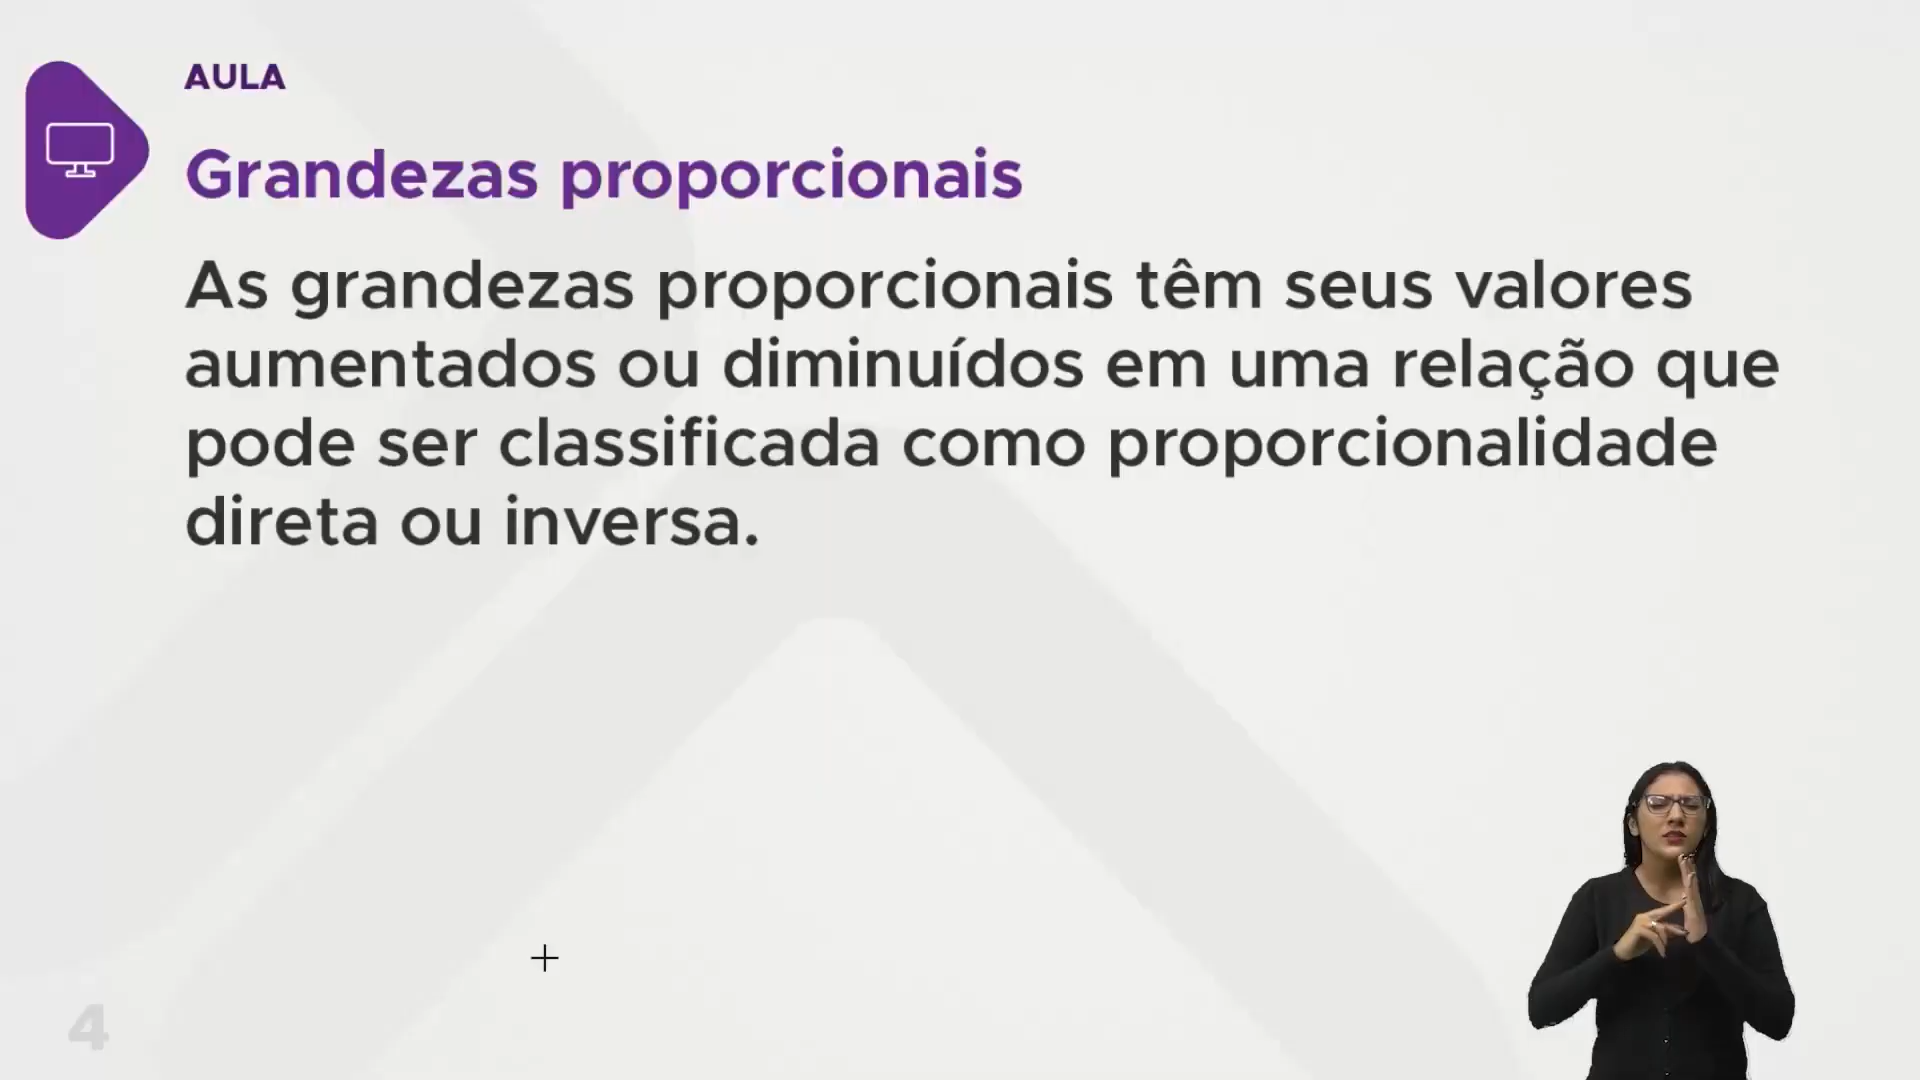 AULA
Grandezas proporcionais
As grandezas proporcionais têm seus valores
aumentados ou diminuídos em uma relação que
pode ser classificada como proporcionalidade
direta ou inversa.
4